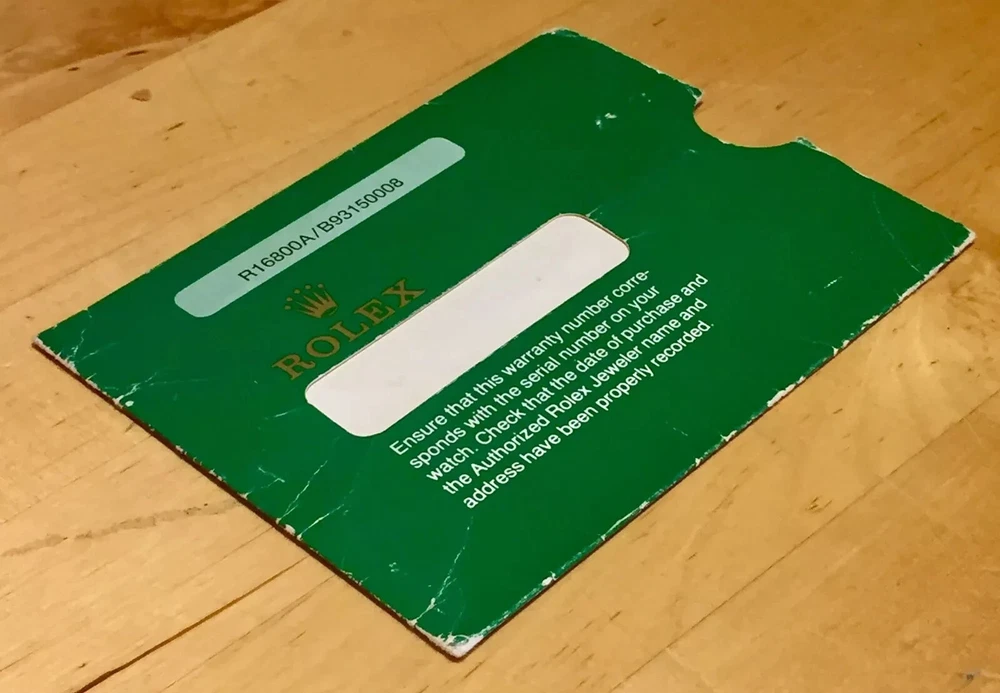 R16800A/B93150008
ROLEX
Ensure that this warranty number corre-
sponds with the serial number on your
watch. Check that the date of purchase and
the Authorized Rolex Jeweler name and
address have been properly recorded.